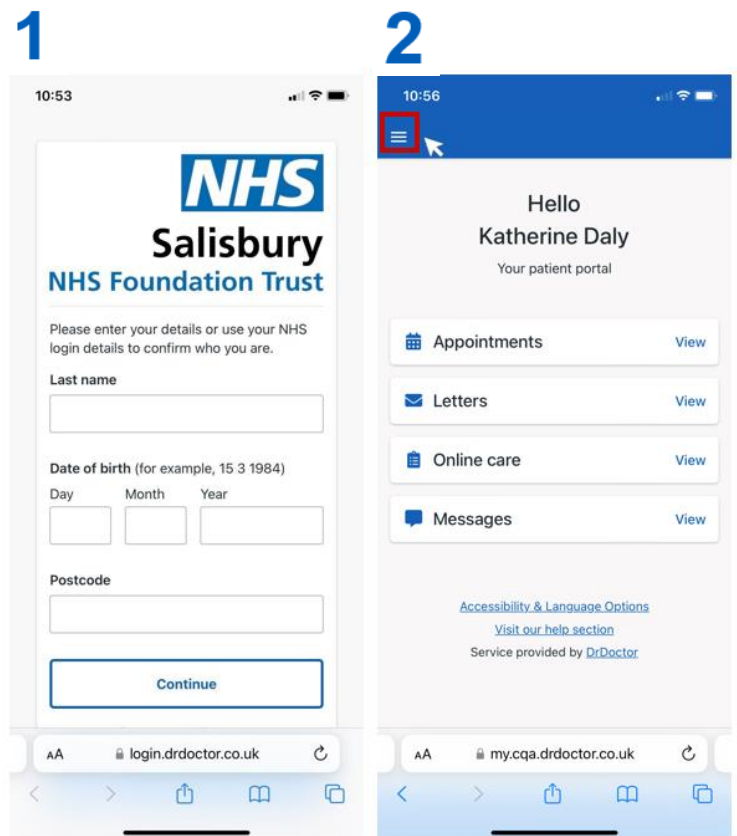 1
10:53
NHS
Salisbury
NHS Foundation Trust
Please enter your details or use your NHS
login details to confirm who you are.
Last name
Date of birth (for example, 15 3 1984)
Day Month Year
Postcode
Continue
AA login.drdoctor.co.uk
2
10:56
Hello
Katherine Daly
Your patient portal
Appointments View
Letters View
Online care View
Messages View
Accessibility & Language Options
Visit our help section
Service provided by DrDoctor
AA my.cqa.drdoctor.co.uk